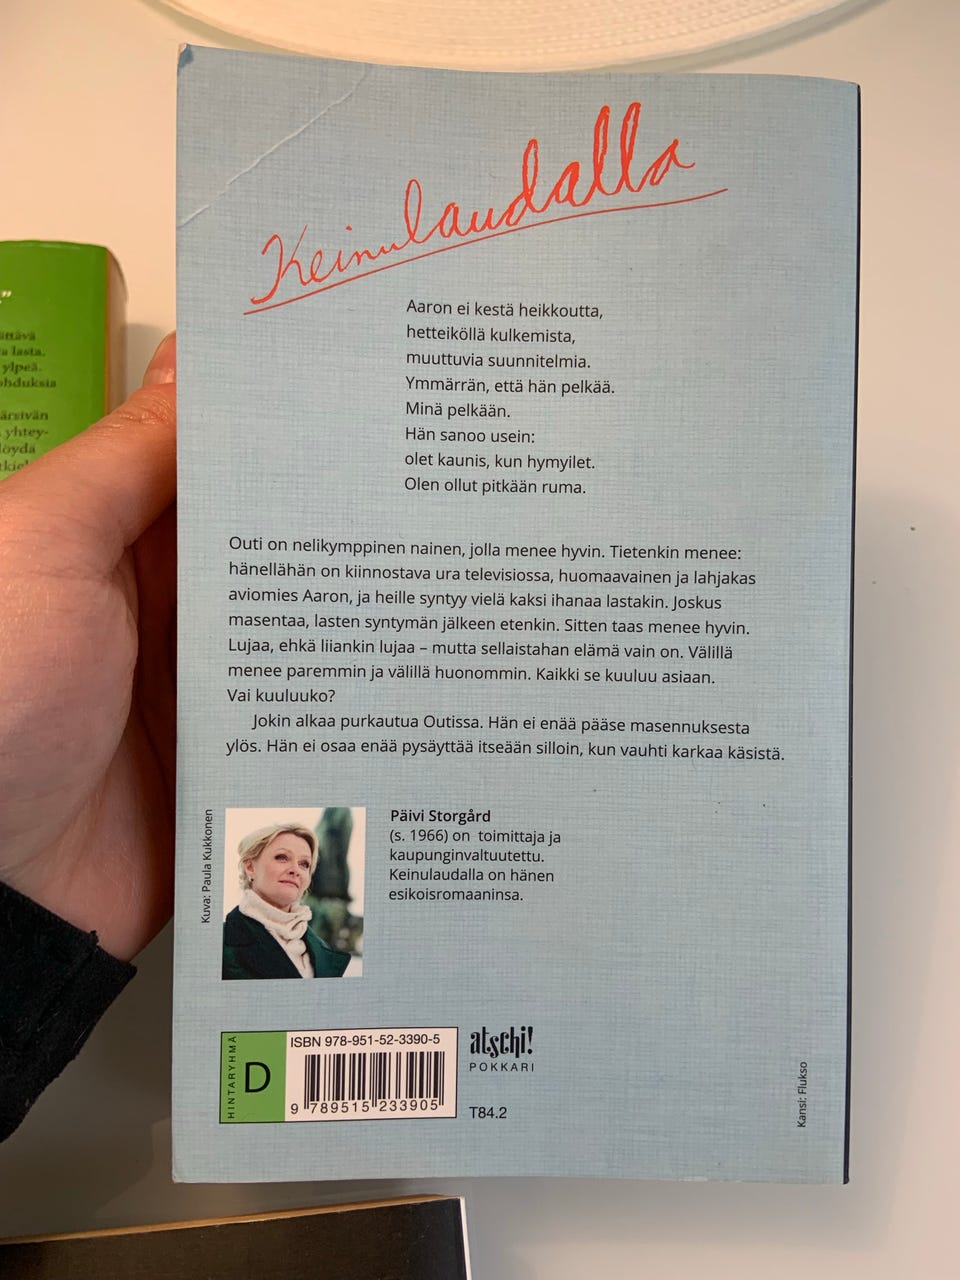 Keinulaudalla
Aaron ei kestä heikkoutta,
hetteiköllä kulkemista,
muuttuvia suunnitelmia.
Ymmärrän, että hän pelkää.
Minä pelkään.
Hän sanoo usein:
olet kaunis, kun hymyilet.
Olen ollut pitkään ruma.
Outi on nelikymppinen nainen, jolla menee hyvin. Tietenkin menee:
hänellähän on kiinnostava ura televisiossa, huomaavainen ja lahjakas
aviomies Aaron, ja heille syntyy vielä kaksi ihanaa lastakin. Joskus
masentaa, lasten syntymän jälkeen etenkin. Sitten taas menee hyvin.
Lujaa, ehkä liiankin lujaa – mutta sellaistahan elämä vain on. Välillä
menee paremmin ja välillä huonommin. Kaikki se kuuluu asiaan.
Vai kuuluuko?
Jokin alkaa purkautua Outissa. Hän ei enää pääse masennuksesta
ylös. Hän ei osaa enää pysäyttää itseään silloin, kun vauhti karkaa käsistä.
Kuva: Paula Kukkonen
Päivi Storgård
(s. 1966) on toimittaja ja
kaupunginvaltuutettu.
Keinulaudalla on hänen
esikoisromaaninsa.
HINTARYHMÄ
D
ISBN 978-951-52-3390-5
9 789515 233905
atschi!
POKKARI
T84.2
Kansi: Flukso
"
a lasta.
ylpeä.
ohduksia
ärsivän
yhtey-
löydä